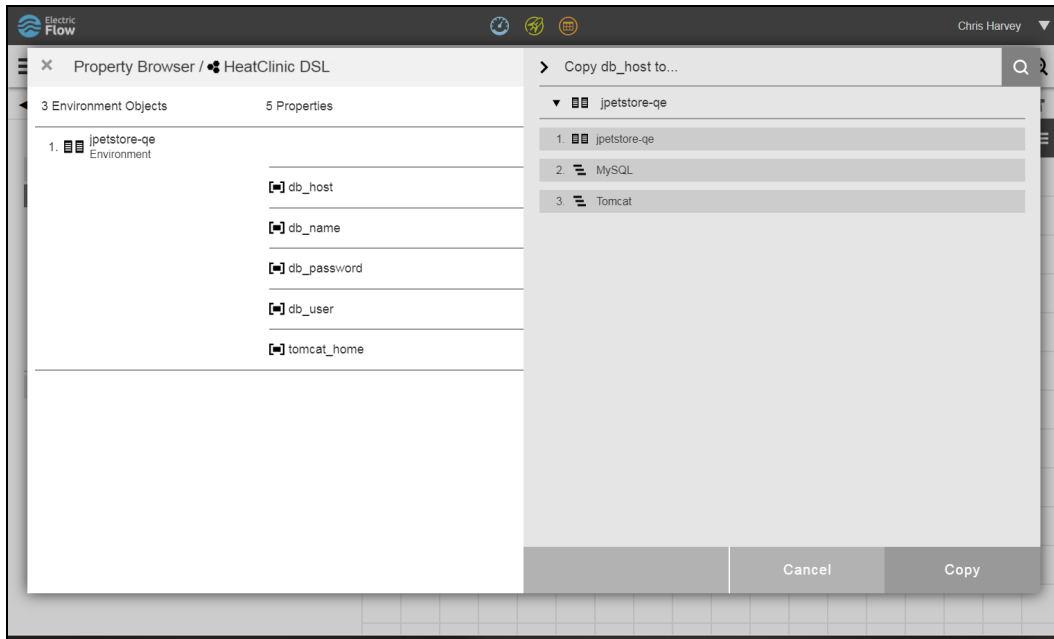 Electric
Flow
Chris Harvey
Property Browser / HeatClinic DSL
Copy db_host to...
3 Environment Objects
5 Properties
jpetstore-qe
1. jpetstore-qe
Environment
1. jpetstore-qe
2. MySQL
3. Tomcat
db_host
db_name
db_password
db_user
tomcat_home
Cancel
Copy